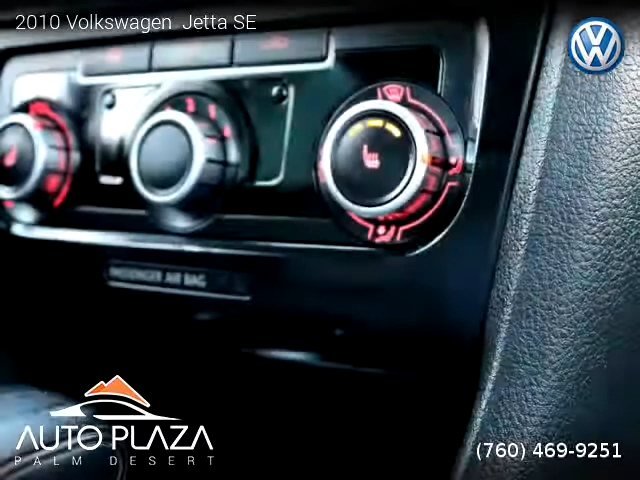 2010 Volkswagen Jetta SE
PASSENGER AIR BAG
AUTO PLAZA
PALM DESERT
(760) 469-9251